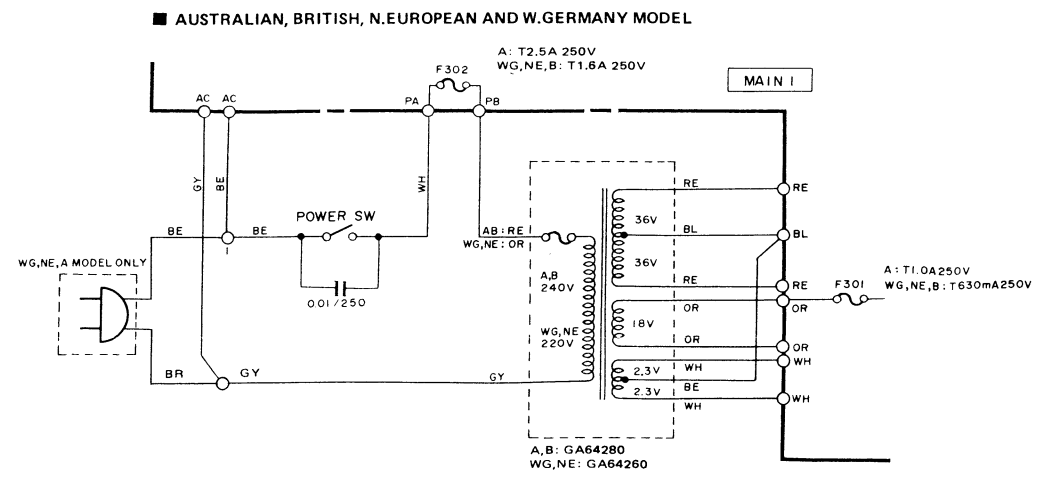 ■ AUSTRALIAN, BRITISH, N.EUROPEAN AND W.GERMANY MODEL
A: T2.5A 250V
WG,NE,B: T1.6A 250V
F302
MAIN 1
AC AC
PA PB
GY
BE
WH
RE
RE
POWER SW
36V
BE
BE
AB: RE
WG,NE: OR
BL
BL
1
WG,NE,A MODEL ONLY
36V
A,B
240V
A: T1.0A250V
WG,NE,B: T630mA250V
F301
RE
RE
0.01/250
OR
OR
18V
WG,NE
220V
OR
OR
WH
WH
BR
GY
GY
2.3V
BE
2.3V
WH
WH
A,B: GA64280
WG,NE: GA64260